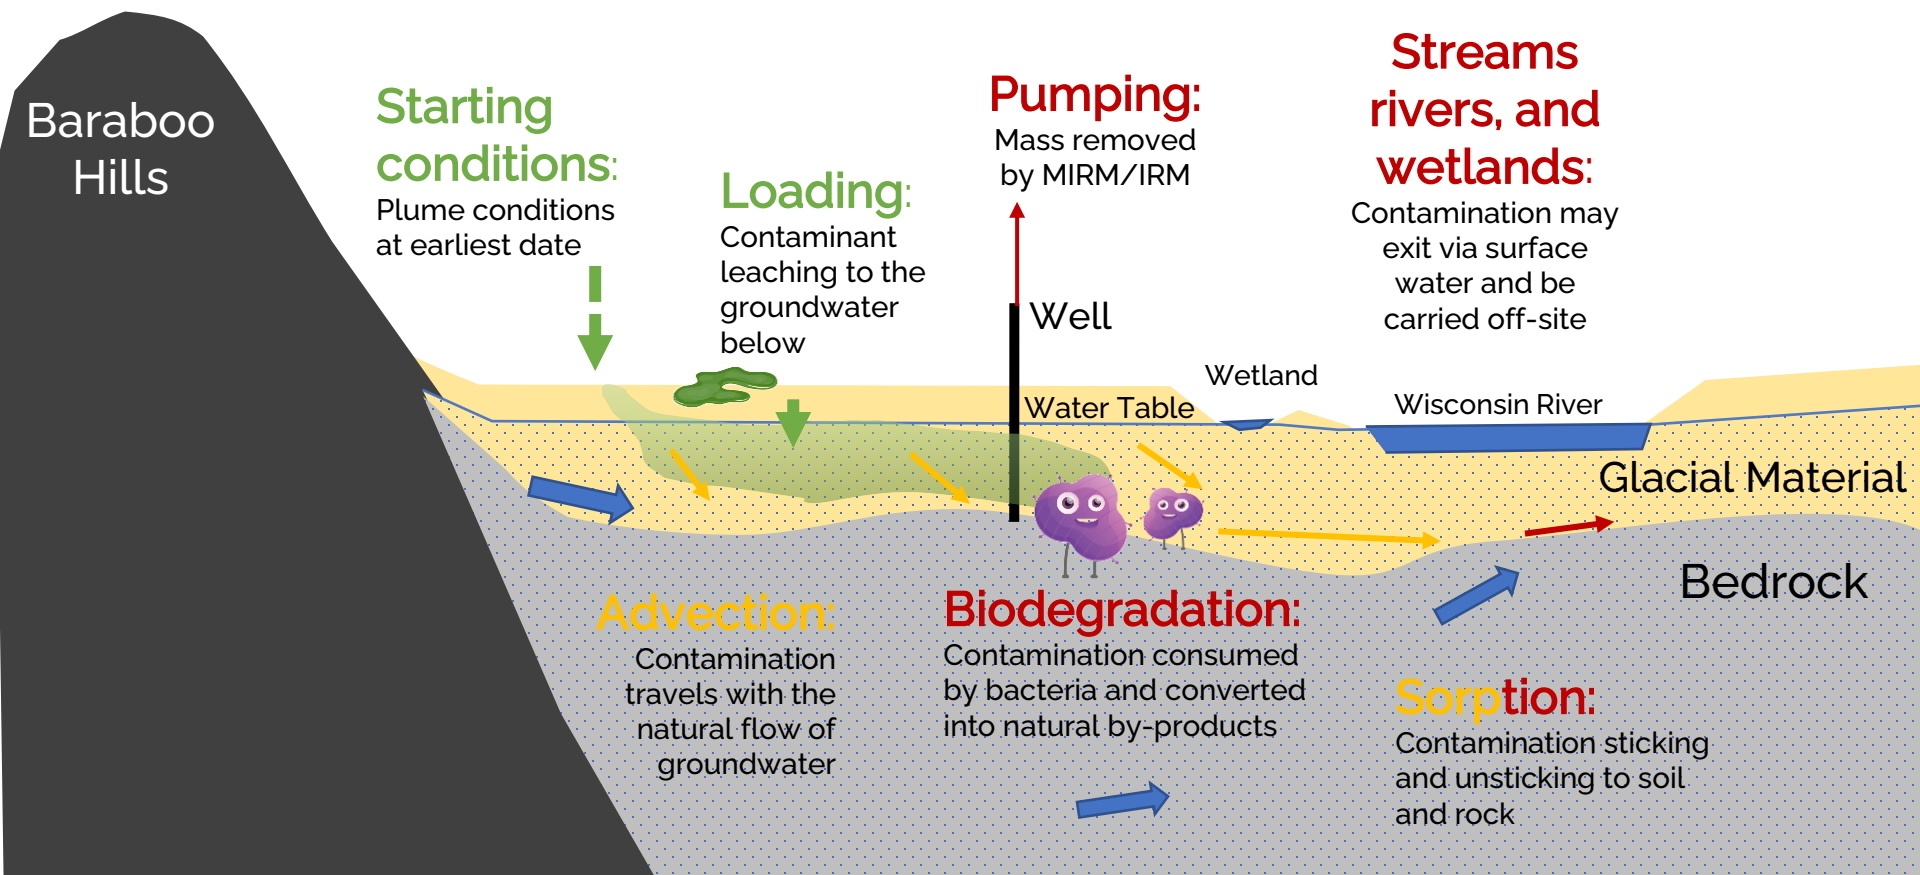 Baraboo
Hills
Starting
conditions:
Plume conditions
at earliest date
Loading:
Contaminant
leaching to the
groundwater
below
Pumping:
Mass removed
by MIRM/IRM
Well
Streams
rivers, and
wetlands:
Contamination may
exit via surface
water and be
carried off-site
Wetland
Water Table
Wisconsin River
Glacial Material
Bedrock
Advection:
Contamination
travels with the
natural flow of
groundwater
Biodegradation:
Contamination consumed
by bacteria and converted
into natural by-products
Sorption:
Contamination sticking
and unsticking to soil
and rock